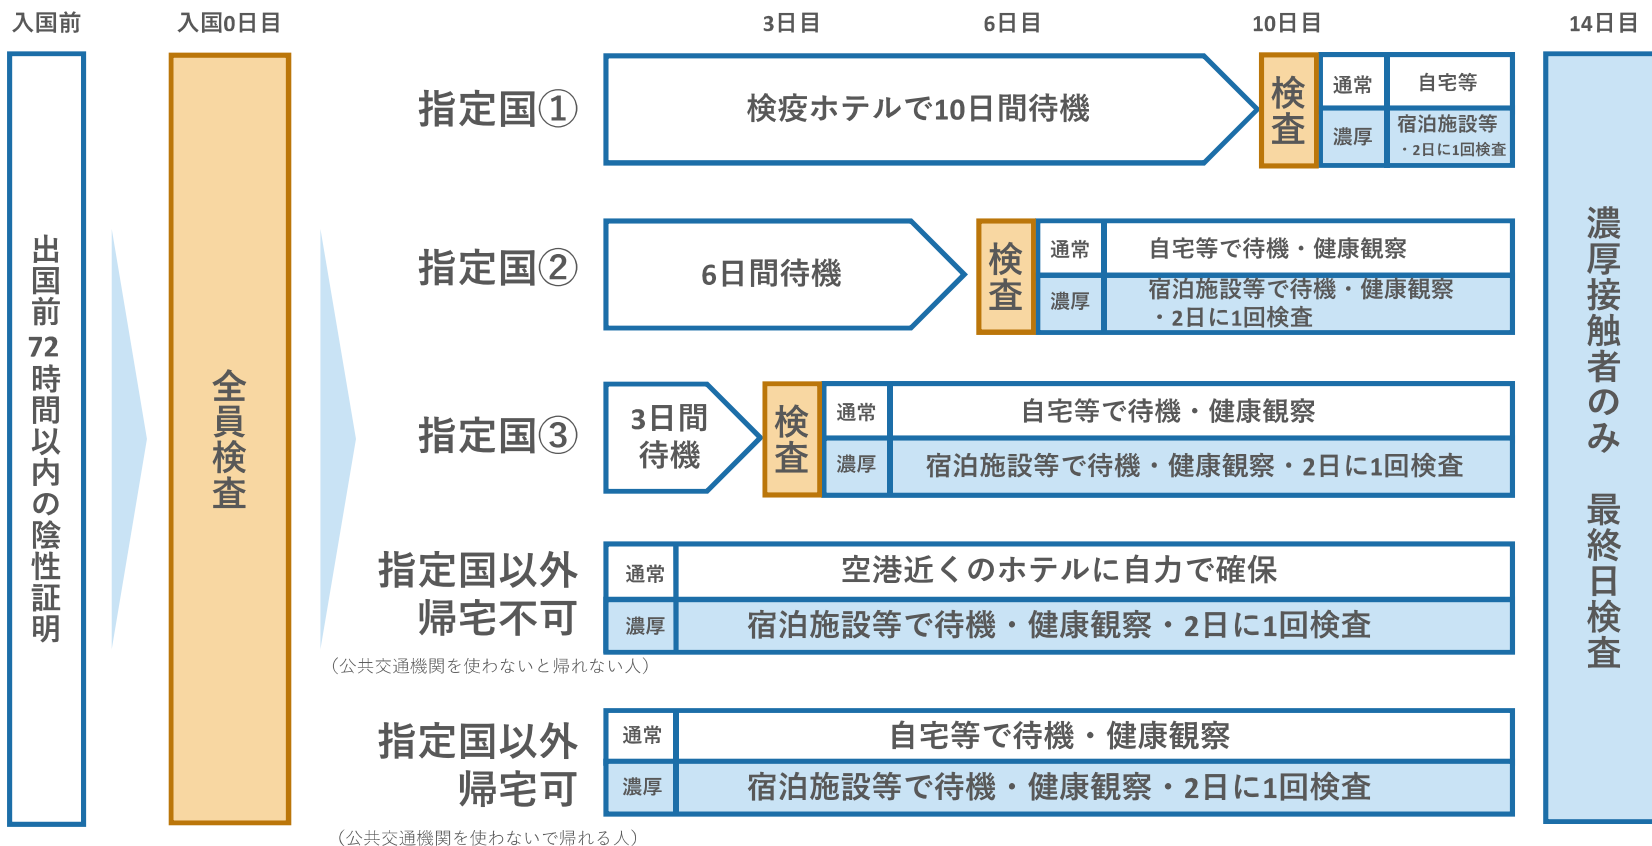 入国前
入国0日目
3日目
6日目
10日目
14日目
出国前72時間以内の陰性証明
全員検査
指定国①
検疫ホテルで10日間待機
検査
通常
自宅等
濃厚
宿泊施設等
・2日に1回検査
指定国②
6日間待機
検査
通常
自宅等で待機・健康観察
濃厚
宿泊施設等で待機・健康観察
・2日に1回検査
指定国③
3日間
待機
検査
通常
自宅等で待機・健康観察
濃厚
宿泊施設等で待機・健康観察・2日に1回検査
指定国以外
帰宅不可
（公共交通機関を使わないと帰れない人）
通常
空港近くのホテルに自力で確保
濃厚
宿泊施設等で待機・健康観察・2日に1回検査
指定国以外
帰宅可
（公共交通機関を使わないで帰れる人）
通常
自宅等で待機・健康観察
濃厚
宿泊施設等で待機・健康観察・2日に1回検査
濃厚接触者のみ　最終日検査